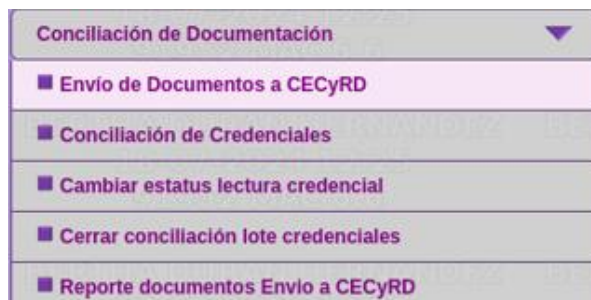 Conciliación de Documentación
Envío de Documentos a CECyRD
Conciliación de Credenciales
Cambiar estatus lectura credencial
Cerrar conciliación lote credenciales
Reporte documentos Envio a CECyRD